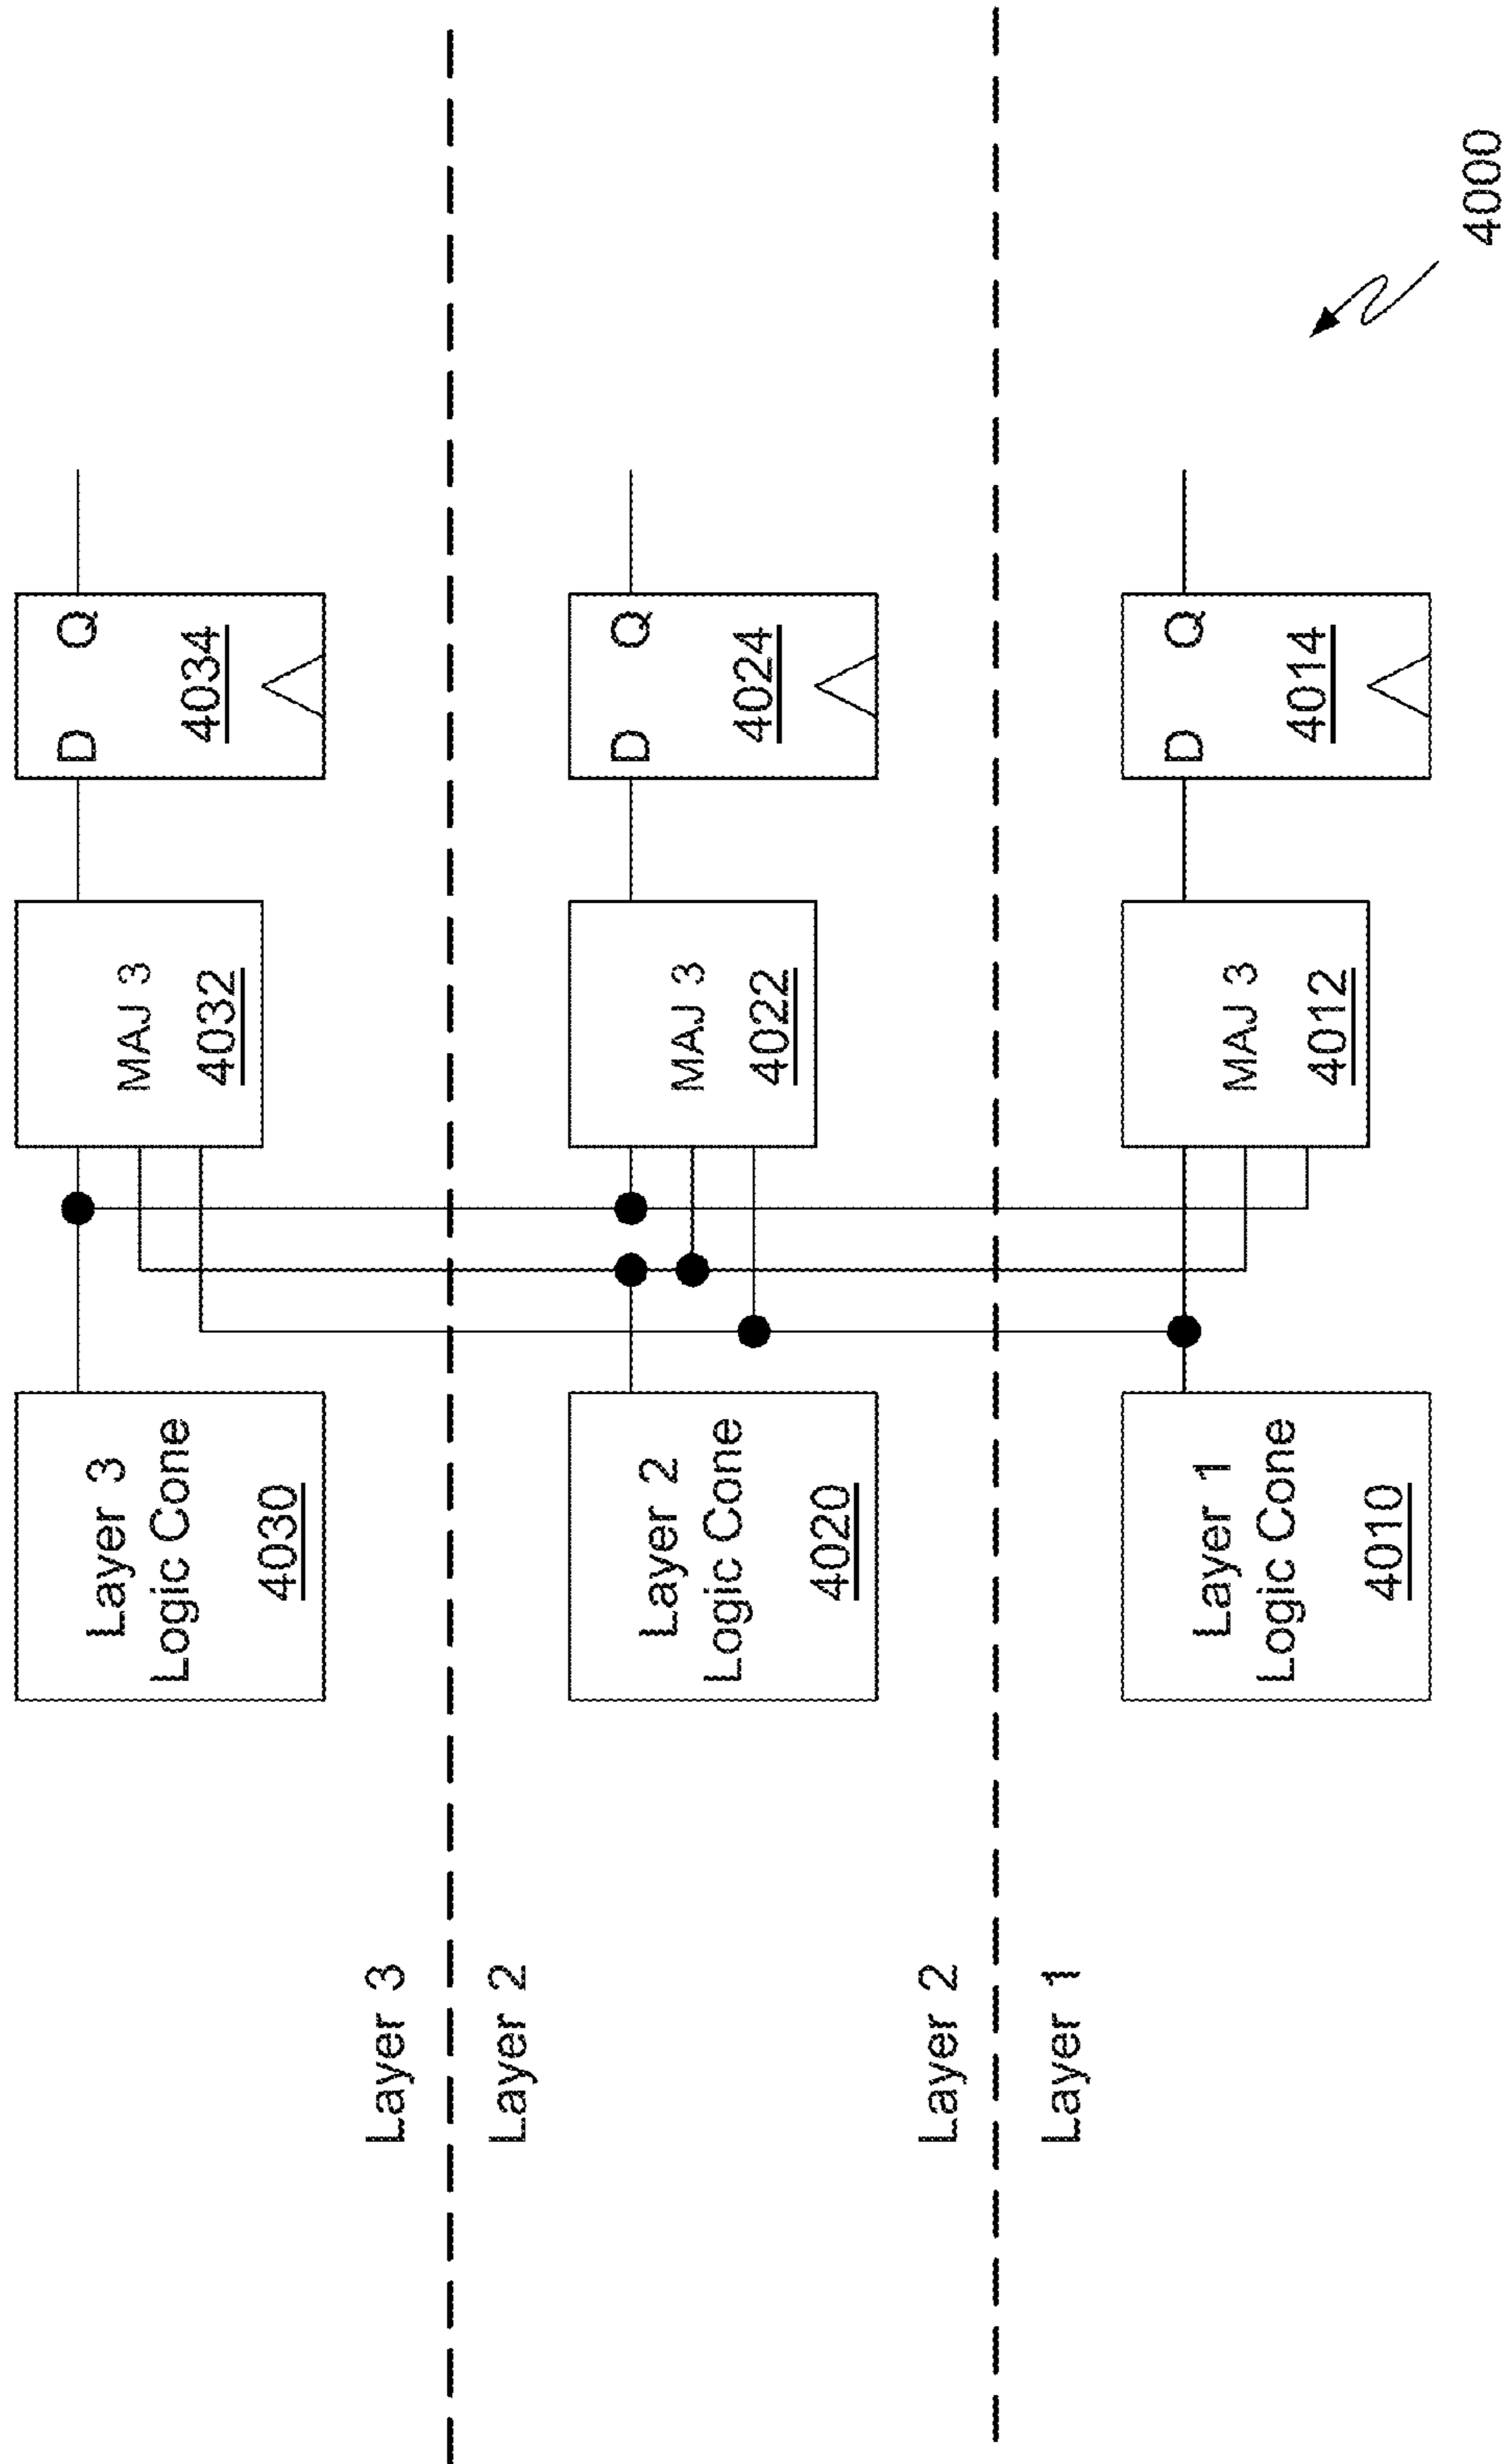 Layer 3
Logic Cone
4030
MAJ 3
4032
D Q
4034
Layer 3
Layer 2
Layer 2
Logic Cone
4020
MAJ 3
4022
D Q
4024
Layer 2
Layer 1
Layer 1
Logic Cone
4010
MAJ 3
4012
D Q
4014
4000